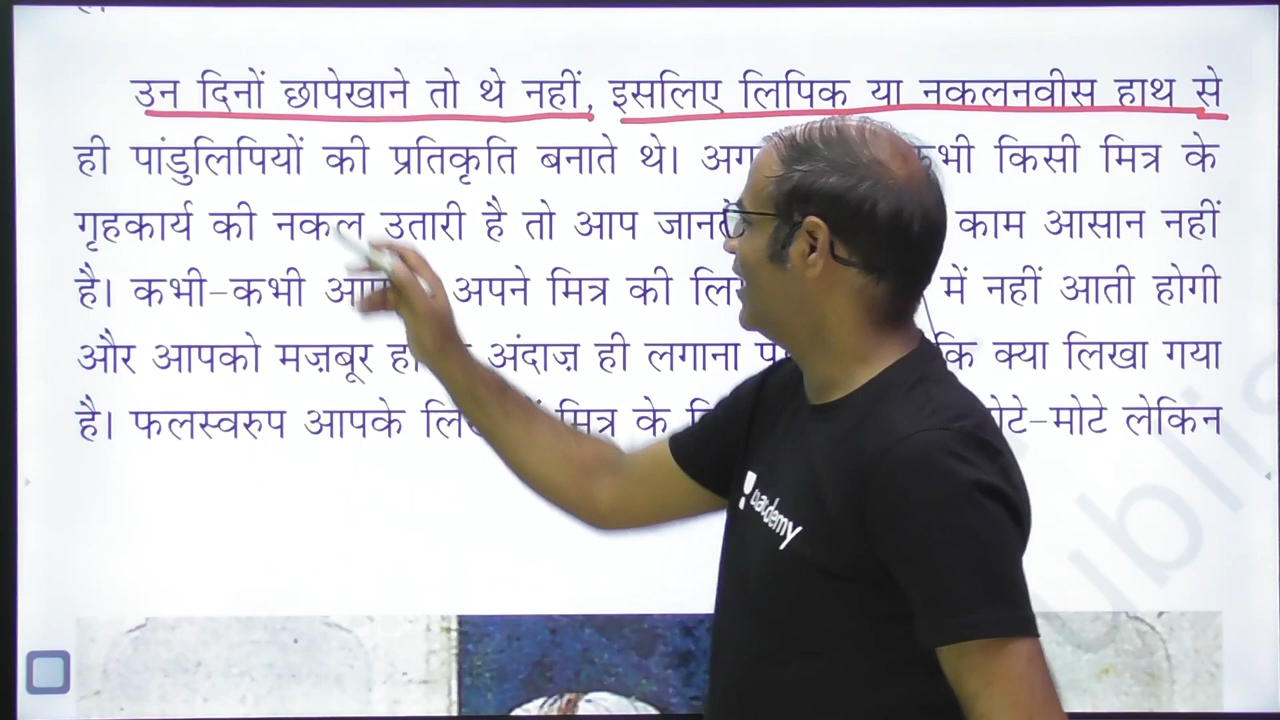 उन दिनों छापेखाने तो थे नहीं, इसलिए लिपिक या नकलनवीस हाथ से
ही पांडुलिपियों की प्रतिकृति बनाते थे। किसी मित्र के
गृहकार्य की नकल उतारी है तो आप काम आसान नहीं
है। कभी-कभी अपने मित्र की में नहीं आती होगी
और आपको मज़बूर अंदाज़ ही लगाना कि क्या लिखा गया
है। फलस्वरुप आपके मित्र के लेकिन
unacademy